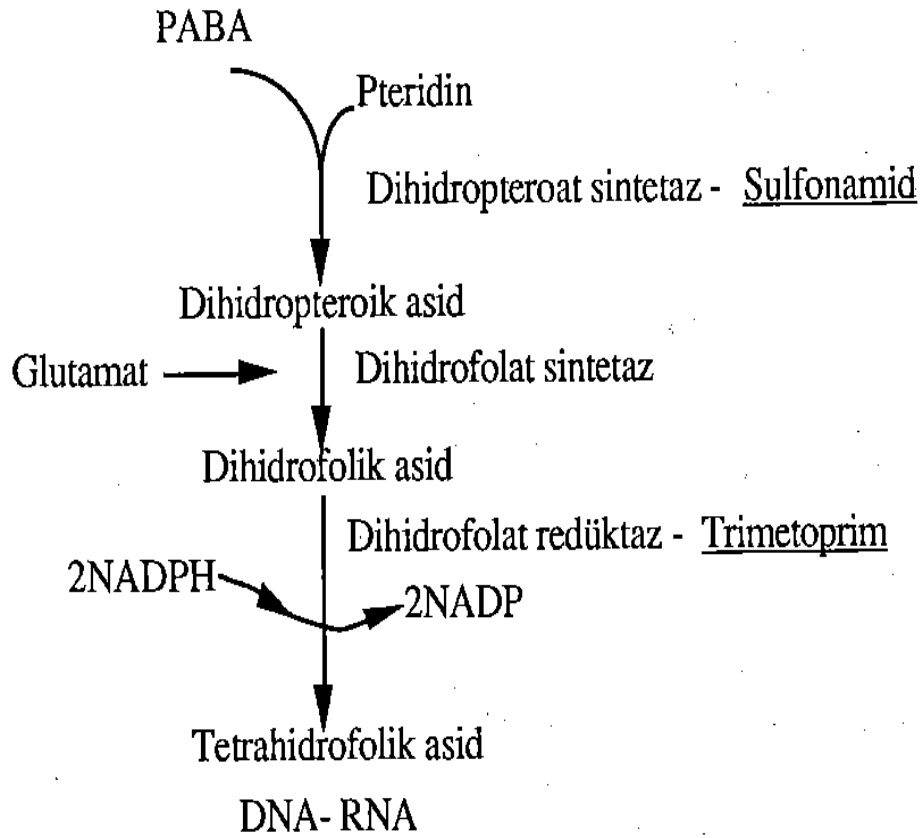 PABA
Pteridin
Dihidropteroat sintetaz - Sulfonamid
Dihidropteroik asid
Glutamat
Dihidrofolat sintetaz
Dihidrofolik asid
Dihidrofolat redüktaz - Trimetoprim
2NADPH
2NADP
Tetrahidrofolik asid
DNA- RNA